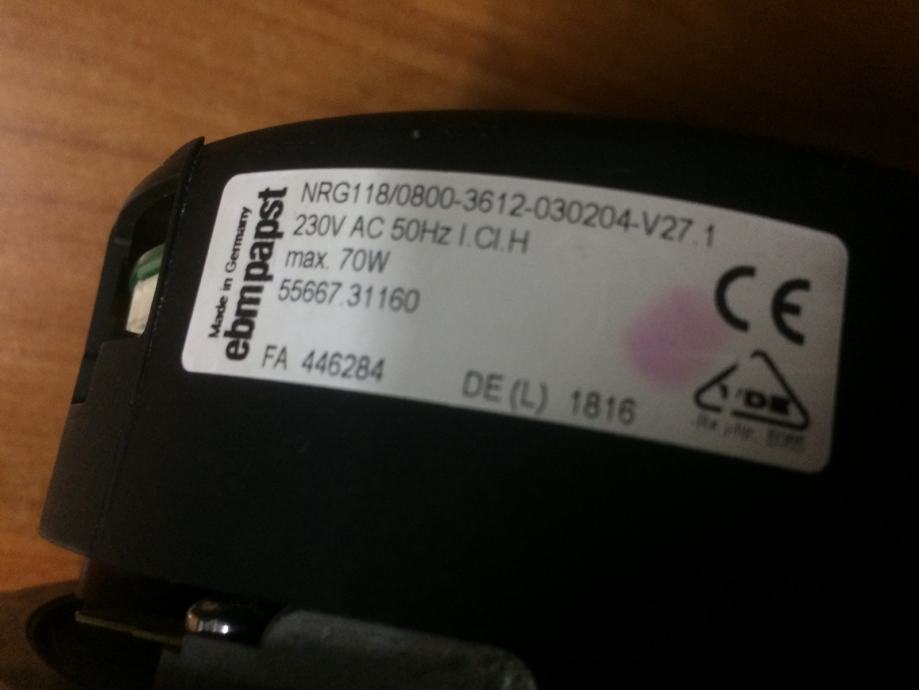 NRG118/0800-3612-030204-V27.1
230V AC 50Hz I.Cl.H
max. 70W
55667.31160
FA 446284
DE (L) 1816
Made in Germany
ebmpapst
CE
VDE